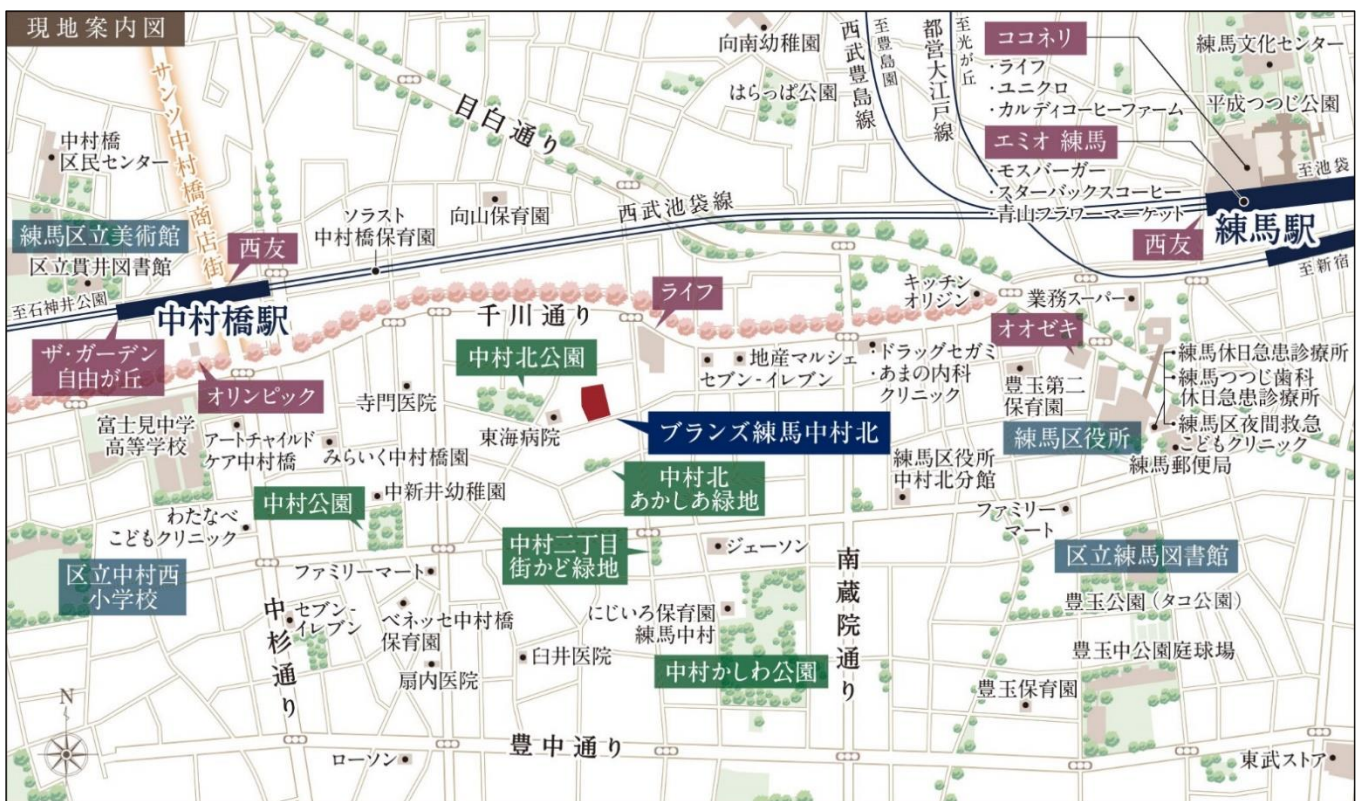 現地案内図
サンツ中村橋商店街
中村橋
区民センター
練馬区立美術館
区立貫井図書館
西友
至石神井公園
中村橋駅
ザ・ガーデン
自由が丘
オリンピック
目白通り
ソラスト
中村橋保育園
向山保育園
西武池袋線
向南幼稚園
はらっぱ公園
西武豊島線
至豊島園
都営大江戸線
至光が丘
ココネリ
・ライフ
・ユニクロ
・カルディコーヒーファーム
エミオ 練馬
・モスバーガー
・スターバックスコーヒー
・青山フラワーマーケット
練馬文化センター
平成つつじ公園
至池袋
西友
練馬駅
至新宿
千川通り
ライフ
キッチン
オリジン
業務スーパー
オオゼキ
中村北公園
地産マルシェ
セブン-イレブン
・ドラッグセガミ
・あまの内科
クリニック
豊玉第二
保育園
練馬休日急患診療所
練馬つつじ歯科
休日急患診療所
練馬区夜間救急
こどもクリニック
練馬区役所
練馬郵便局
寺門医院
東海病院
ブランズ練馬中村北
富士見中学
高等学校
アートチャイルド
ケア中村橋
みらいく中村橋園
中村北
あかしあ緑地
練馬区役所
中村北分館
中村公園
中新井幼稚園
わたなべ
こどもクリニック
中村二丁目
街かど緑地
ジェーソン
ファミリー
マート
区立中村西
小学校
ファミリーマート
区立練馬図書館
南蔵院通り
中杉通り
セブン-
イレブン
ベネッセ中村橋
保育園
にじいろ保育園
練馬中村
豊玉公園(タコ公園)
臼井医院
中村かしわ公園
豊玉中公園庭球場
扇内医院
豊玉保育園
N
豊中通り
ローソン
東武ストア